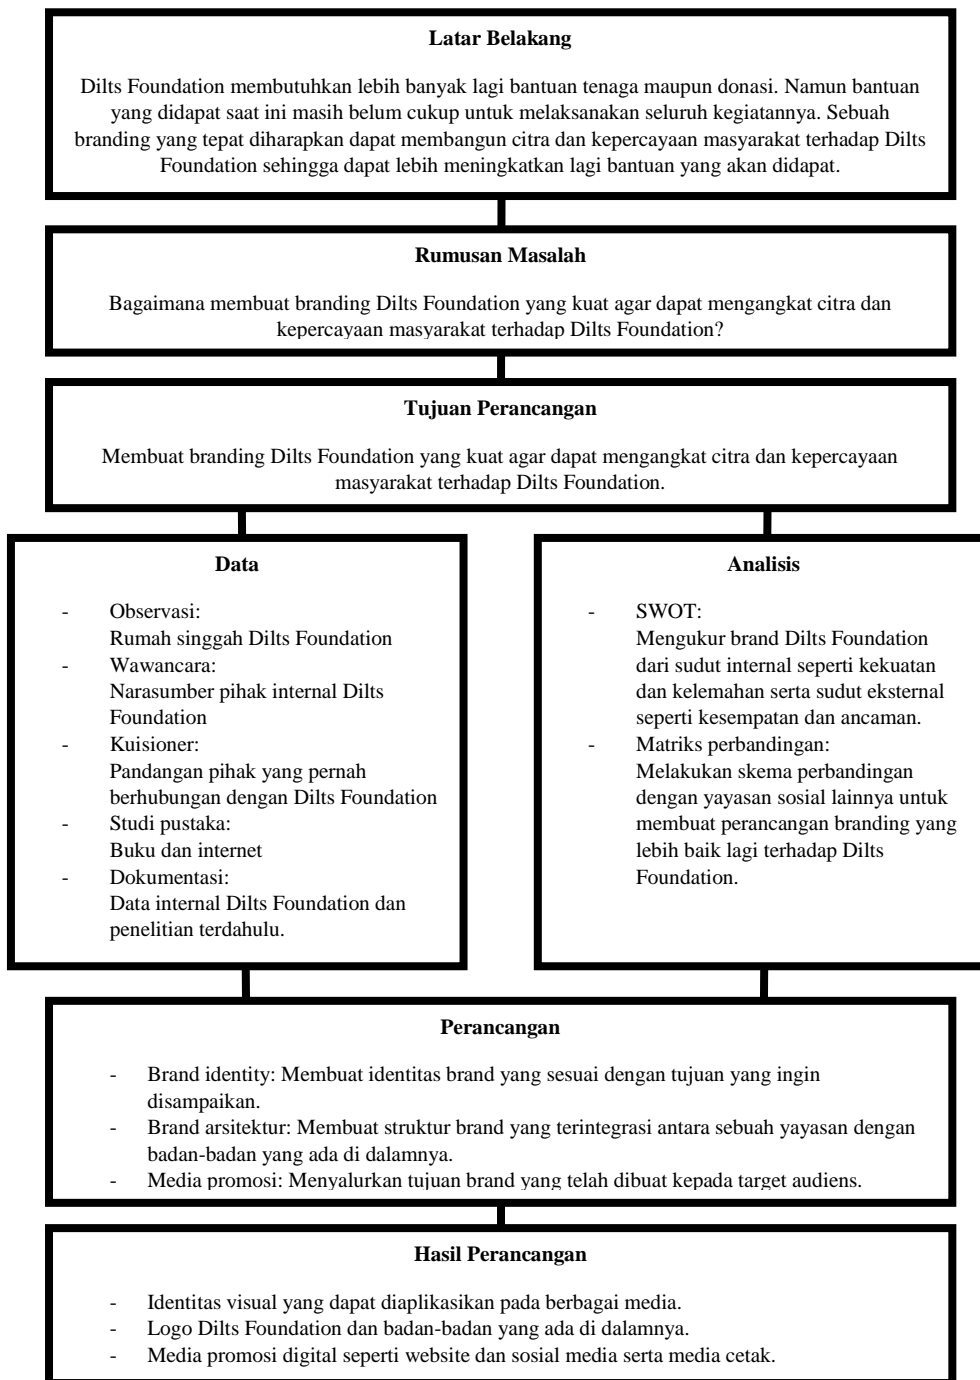 Latar Belakang
Dilts Foundation membutuhkan lebih banyak lagi bantuan tenaga maupun donasi. Namun bantuan
yang didapat saat ini masih belum cukup untuk melaksanakan seluruh kegiatannya. Sebuah
branding yang tepat diharapkan dapat membangun citra dan kepercayaan masyarakat terhadap Dilts
Foundation sehingga dapat lebih meningkatkan lagi bantuan yang akan didapat.
Rumusan Masalah
Bagaimana membuat branding Dilts Foundation yang kuat agar dapat mengangkat citra dan
kepercayaan masyarakat terhadap Dilts Foundation?
Tujuan Perancangan
Membuat branding Dilts Foundation yang kuat agar dapat mengangkat citra dan kepercayaan
masyarakat terhadap Dilts Foundation.
Data
- Observasi:
Rumah singgah Dilts Foundation
- Wawancara:
Narasumber pihak internal Dilts
Foundation
- Kuisioner:
Pandangan pihak yang pernah
berhubungan dengan Dilts Foundation
- Studi pustaka:
Buku dan internet
- Dokumentasi:
Data internal Dilts Foundation dan
penelitian terdahulu.
Analisis
- SWOT:
Mengukur brand Dilts Foundation
dari sudut internal seperti kekuatan
dan kelemahan serta sudut eksternal
seperti kesempatan dan ancaman.
- Matriks perbandingan:
Melakukan skema perbandingan
dengan yayasan sosial lainnya untuk
membuat perancangan branding yang
lebih baik lagi terhadap Dilts
Foundation.
Perancangan
- Brand identity: Membuat identitas brand yang sesuai dengan tujuan yang ingin
disampaikan.
- Brand arsitektur: Membuat struktur brand yang terintegrasi antara sebuah yayasan dengan
badan-badan yang ada di dalamnya.
- Media promosi: Menyalurkan tujuan brand yang telah dibuat kepada target audiens.
Hasil Perancangan
- Identitas visual yang dapat diaplikasikan pada berbagai media.
- Logo Dilts Foundation dan badan-badan yang ada di dalamnya.
- Media promosi digital seperti website dan sosial media serta media cetak.